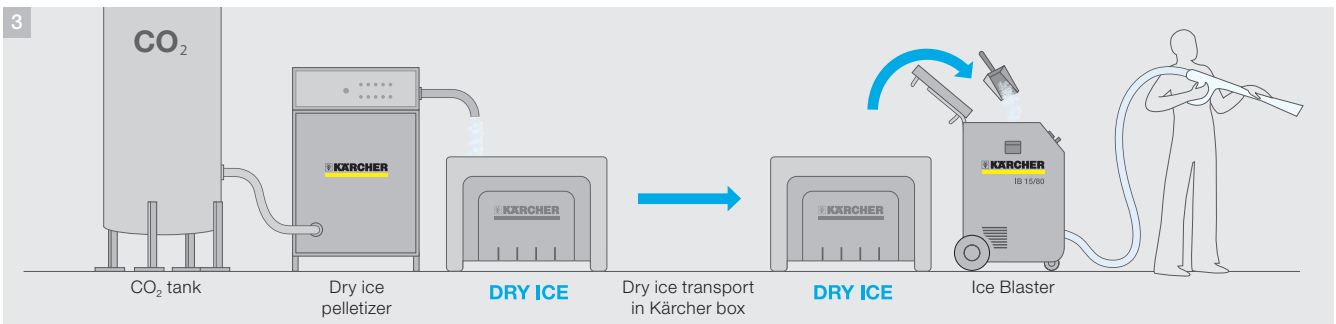 3
CO₂
KÄRCHER
KÄRCHER
KÄRCHER
KÄRCHER
IB 15/80
CO₂ tank
Dry ice
pelletizer
DRY ICE
Dry ice transport
in Kärcher box
DRY ICE
Ice Blaster